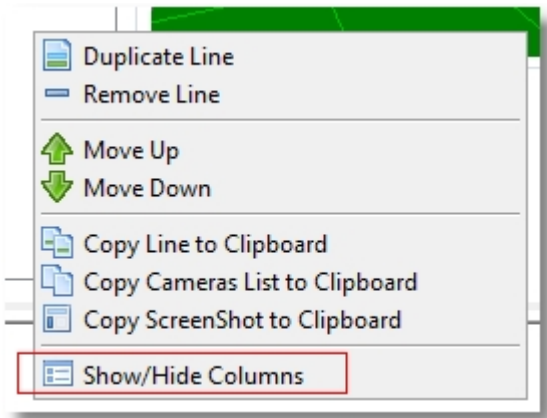 Duplicate Line
Remove Line
Move Up
Move Down
Copy Line to Clipboard
Copy Cameras List to Clipboard
Copy ScreenShot to Clipboard
Show/Hide Columns